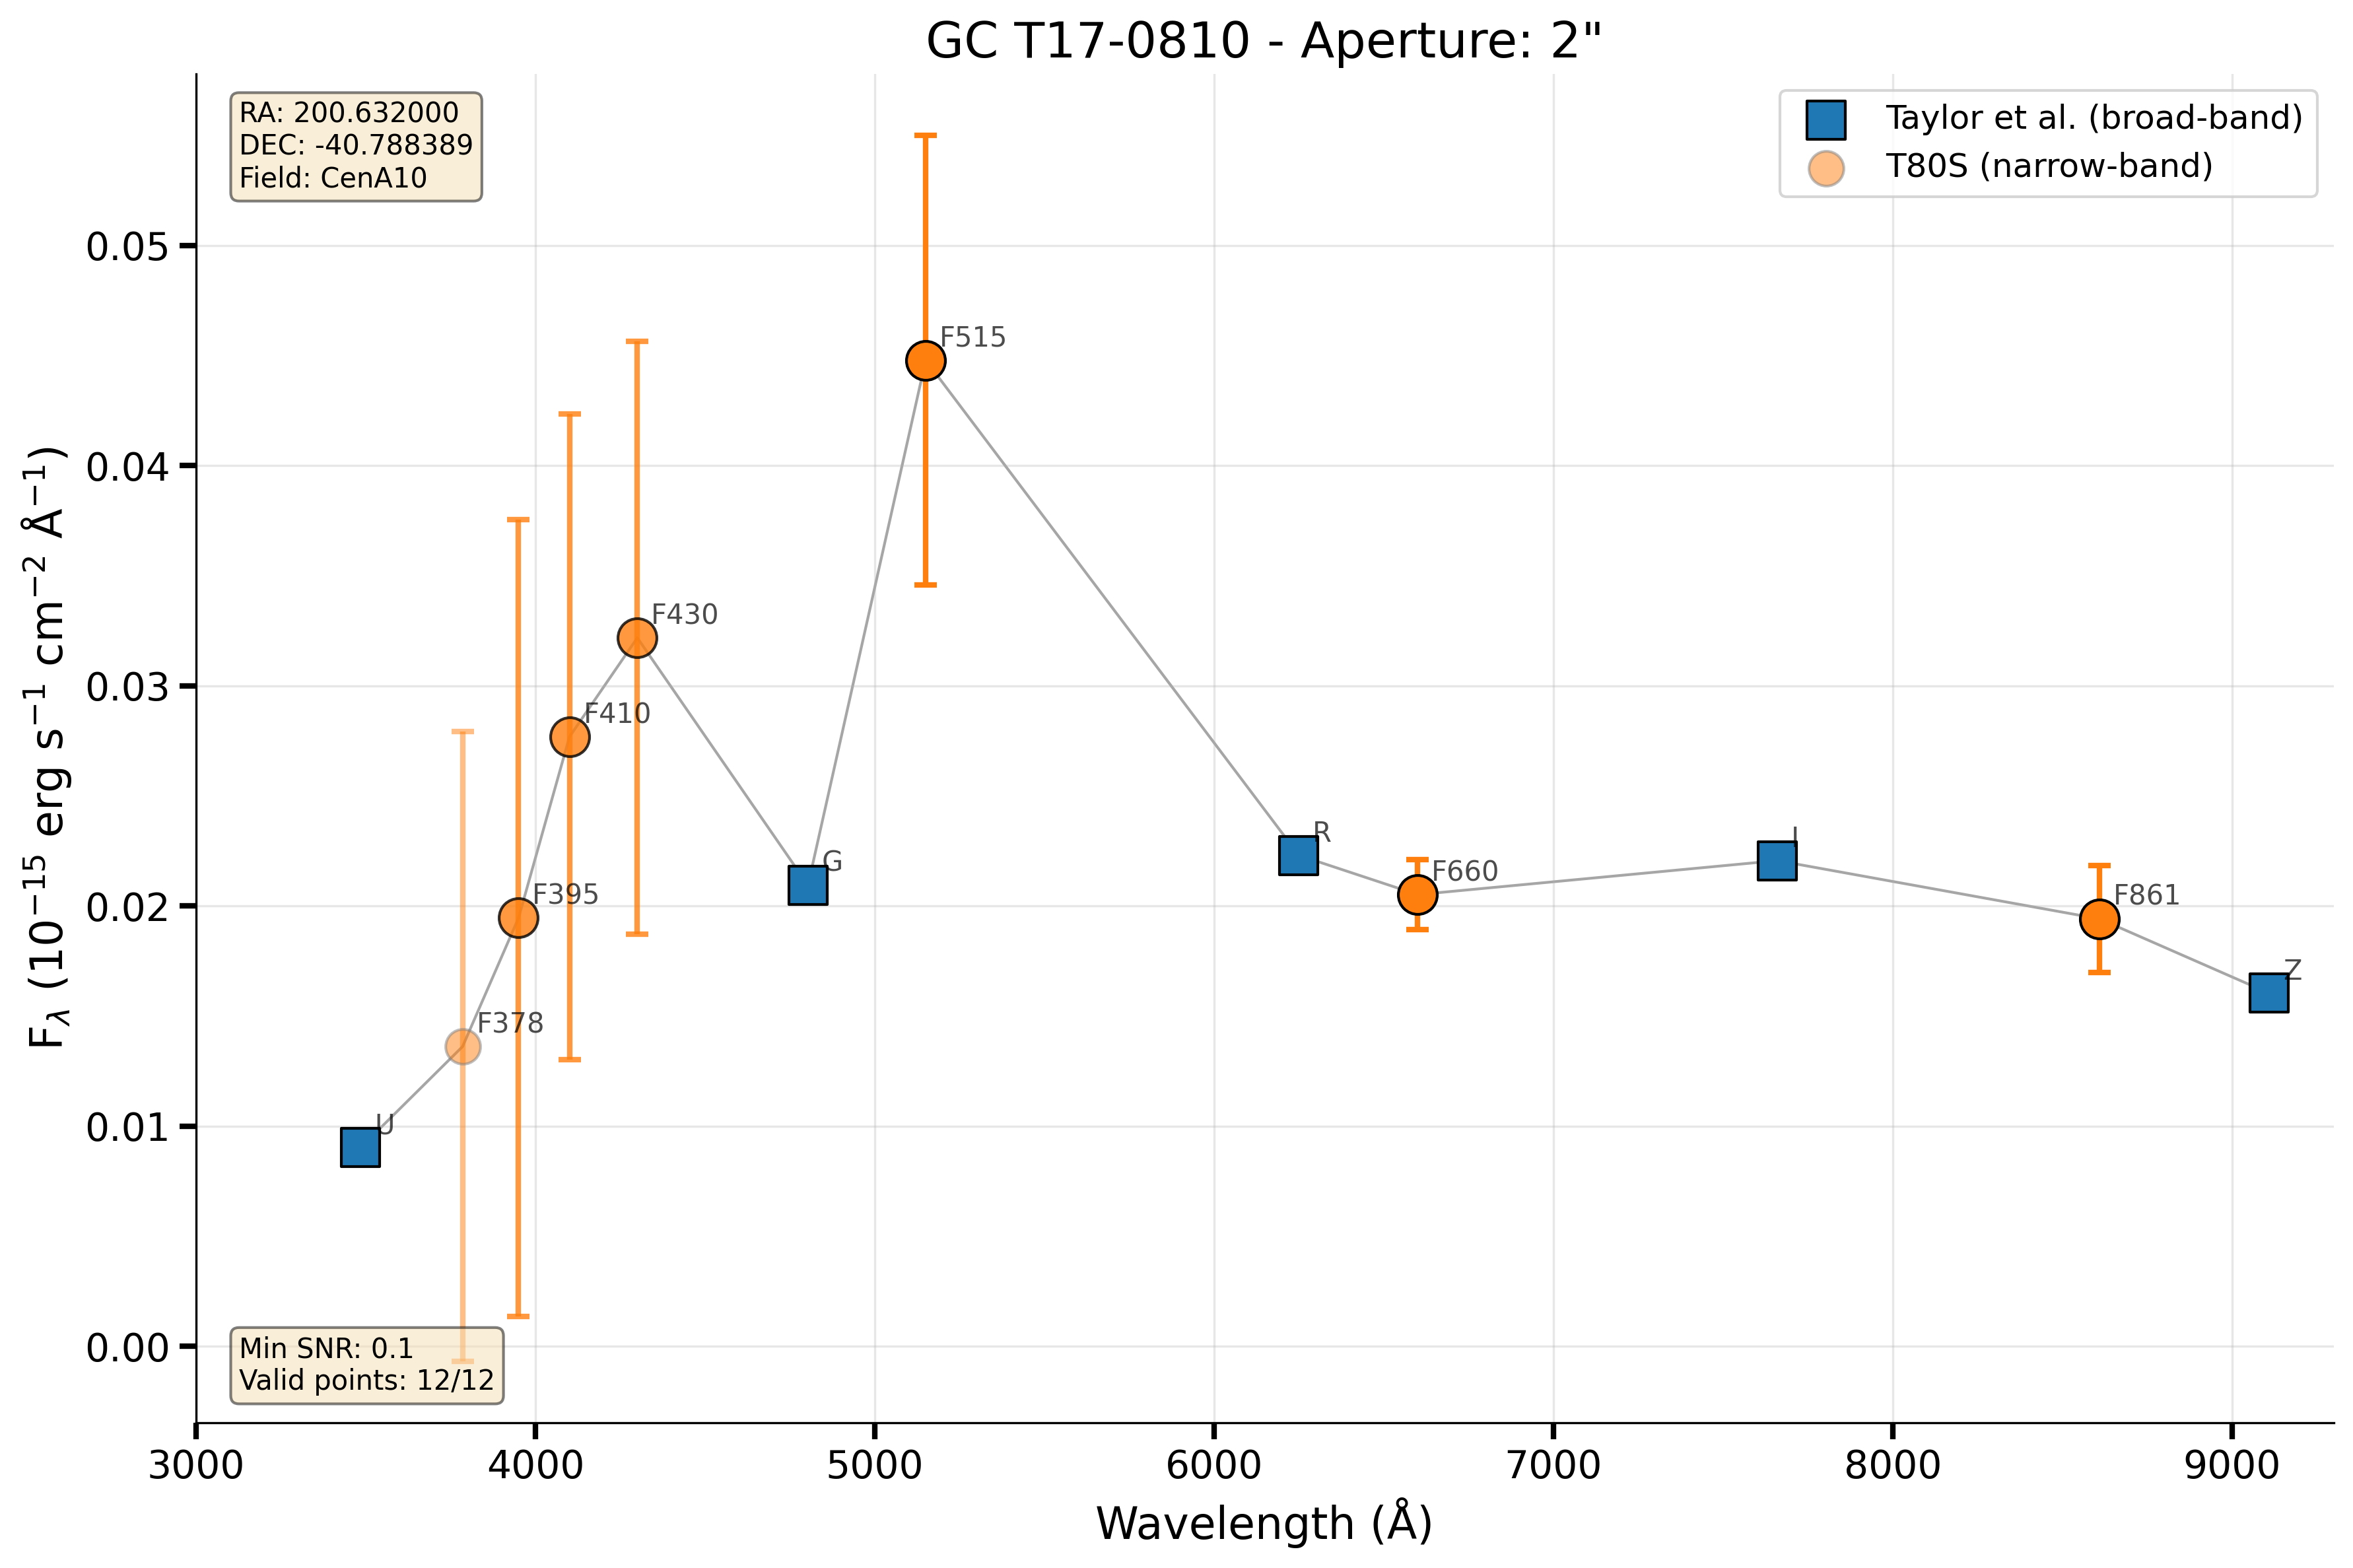 GC T17-0810 - Aperture: 2"
RA: 200.632000
DEC: -40.788389
Field: CenA10
Taylor et al. (broad-band)
T80S (narrow-band)
F515
F430
F410
F395
F378
U
G
R
F660
I
F861
Z
0.05
0.04
0.03
0.02
0.01
0.00
F_λ (10^−15 erg s^−1 cm^−2 Å^−1)
Min SNR: 0.1
Valid points: 12/12
3000 4000 5000 6000 7000 8000 9000
Wavelength (Å)